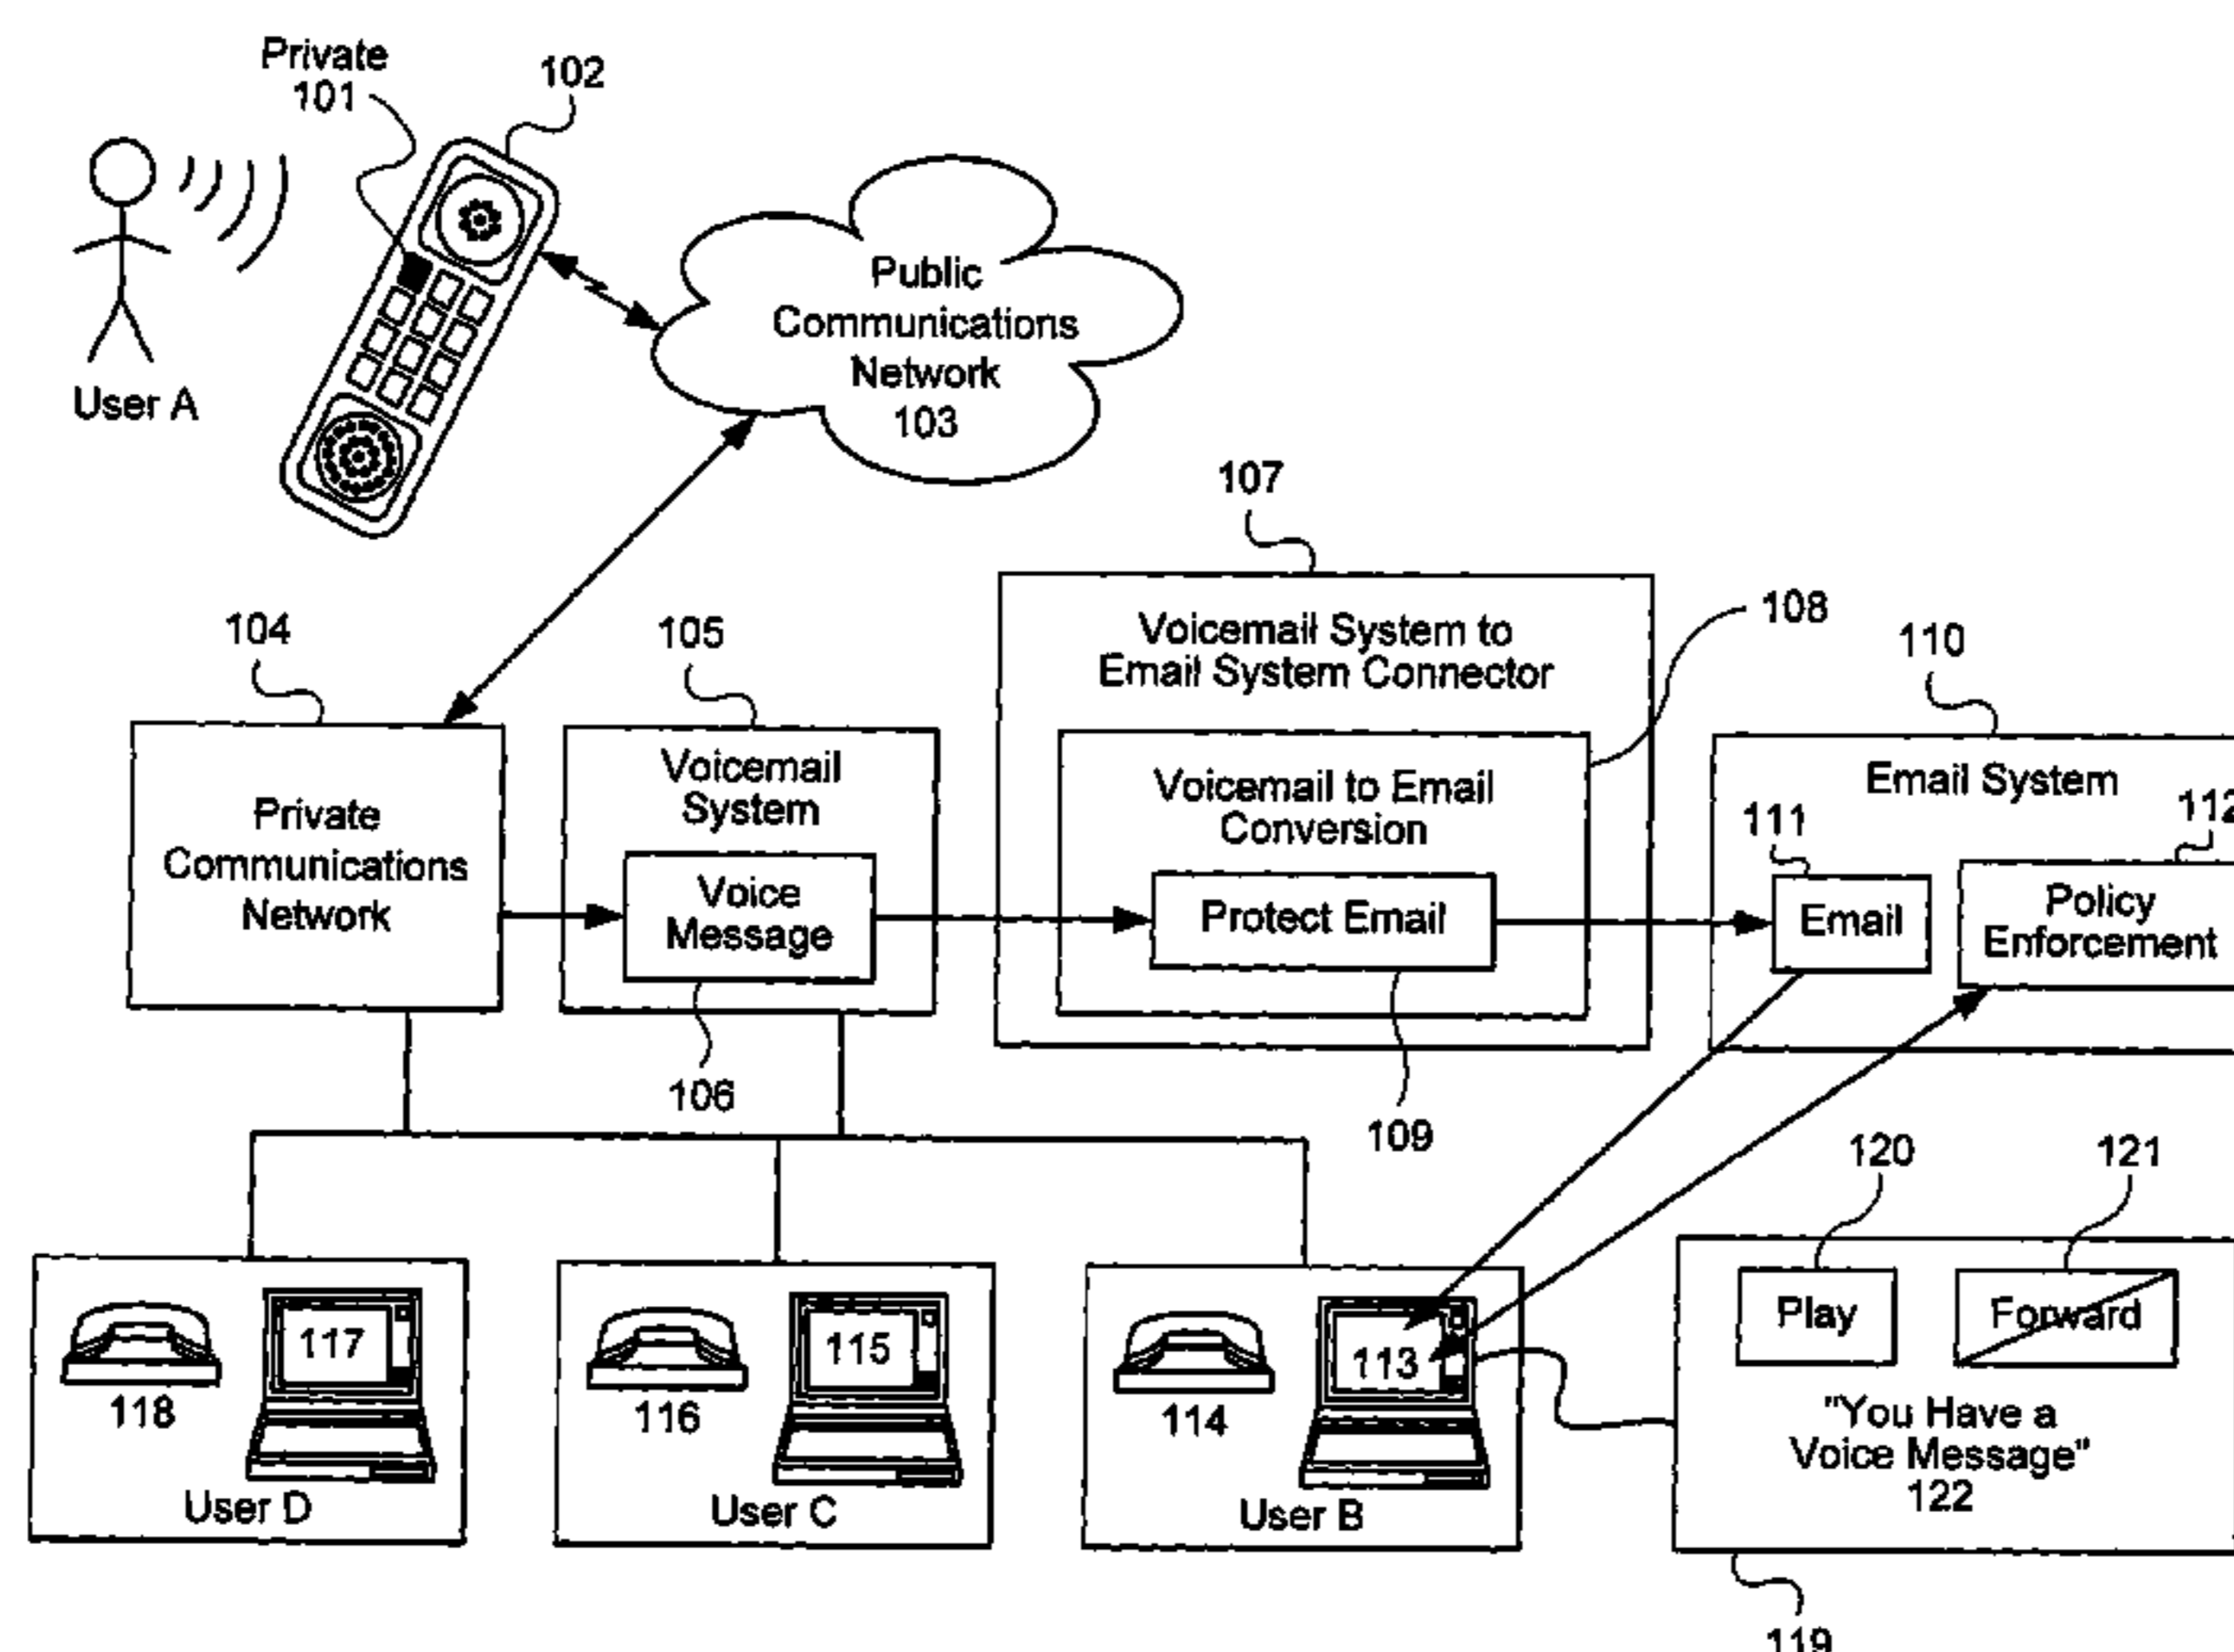 Private
101
102
User A
Public
Communications
Network
103
107
Voicemail System to
Email System Connector
108
104
105
110
Private
Communications
Network
Voicemail
System
Voice
Message
106
Voicemail to Email
Conversion
Protect Email
109
Email System
111
112
Email
Policy
Enforcement
117
118
User D
115
116
User C
113
114
User B
120
121
Play
Forward
"You Have a
Voice Message"
122
119